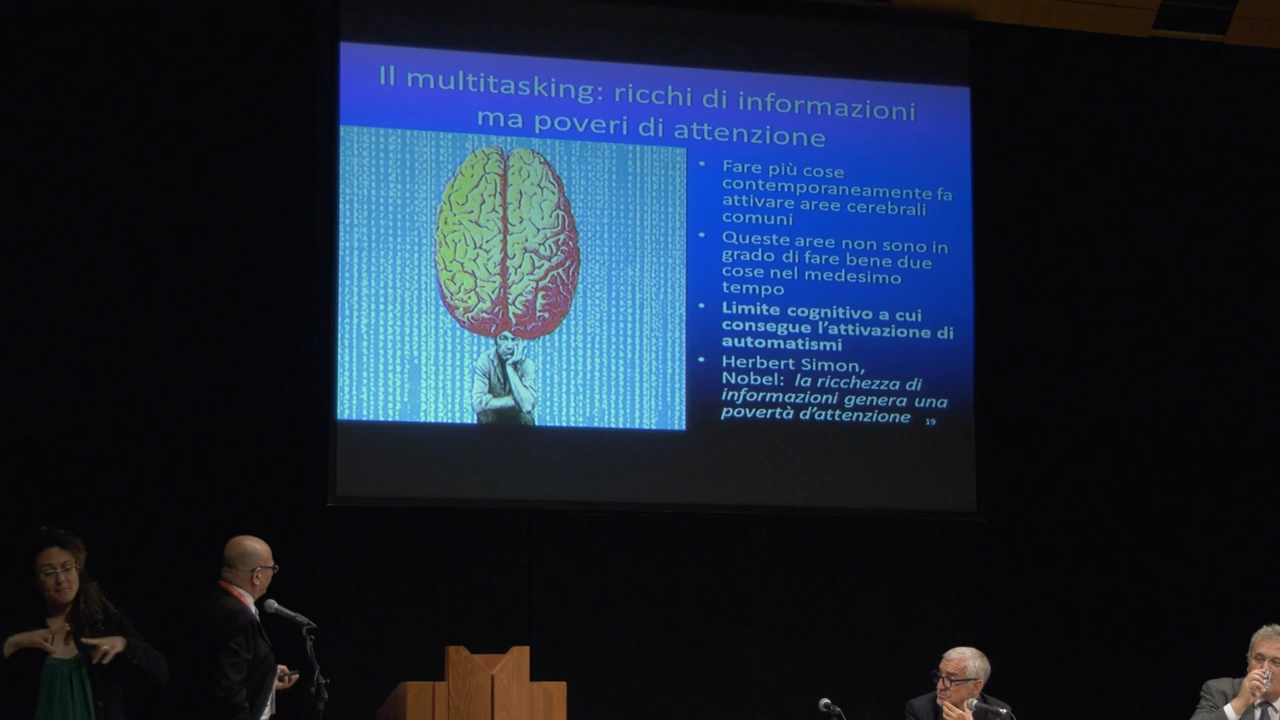 Il multitasking: ricchi di informazioni
ma poveri di attenzione
• Fare più cose
contemporaneamente fa
attivare aree cerebrali
comuni
• Queste aree non sono in
grado di fare bene due
cose nel medesimo
tempo
• Limite cognitivo a cui
consegue l'attivazione di
automatismi
• Herbert Simon,
Nobel: la ricchezza di
informazioni genera una
povertà d'attenzione
19